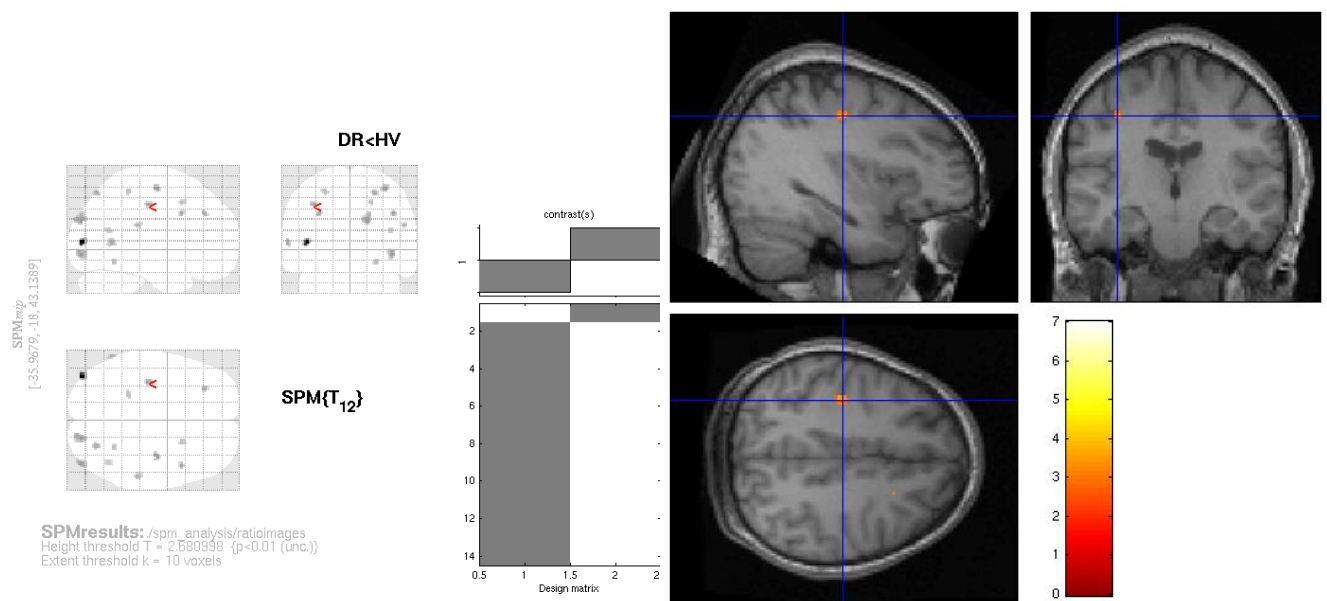 DR<HV
<
<
SPMmip
[-35.9679, -18, 43.1389]
<
SPM{T12}
SPMresults: ./spm_analysis/ratioimages
Height threshold T = 2.680998 {p<0.01 (unc.)}
Extent threshold k = 10 voxels
contrast(s)
1
2
4
6
8
10
12
14
0.5 1 1.5 2 2
Design matrix
7
6
5
4
3
2
1
0